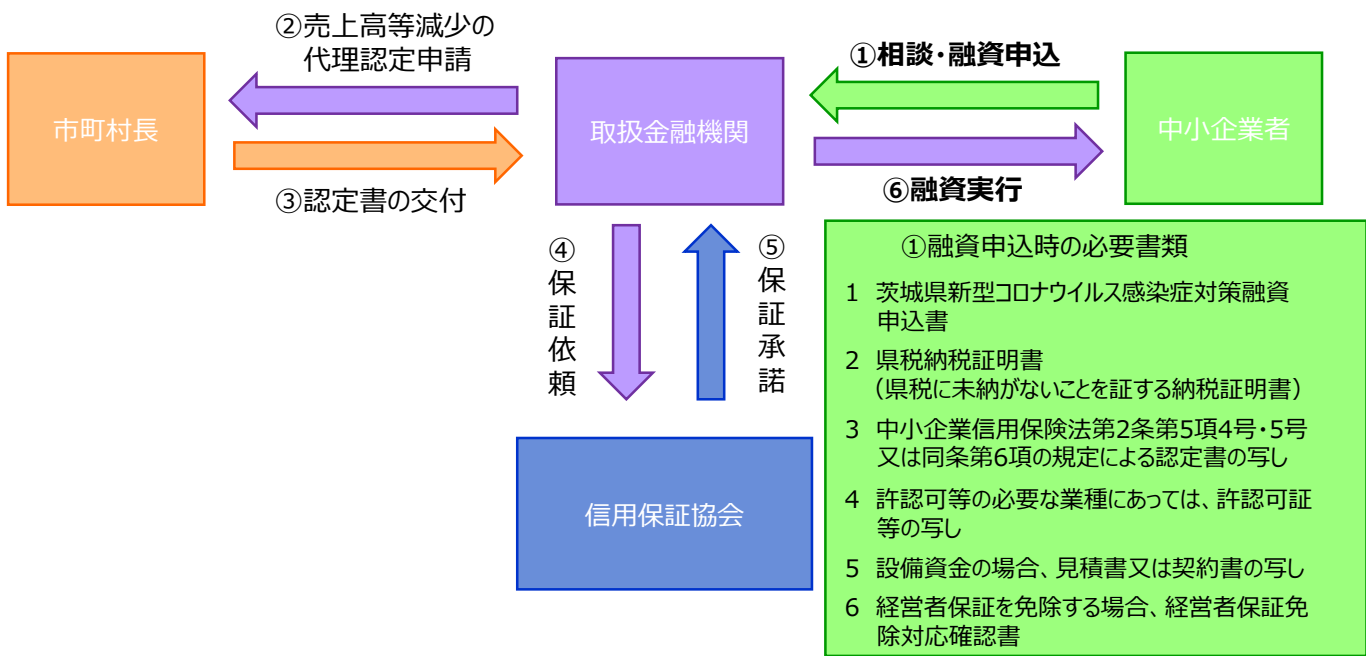 ②売上高等減少の
代理認定申請
①相談・融資申込
市町村長
取扱金融機関
中小企業者
③認定書の交付
⑥融資実行
④保証依頼
⑤保証承諾
信用保証協会
①融資申込時の必要書類
1 茨城県新型コロナウイルス感染症対策融資
申込書
2 県税納税証明書
（県税に未納がないことを証する納税証明書）
3 中小企業信用保険法第2条第5項4号・5号
又は同条第6項の規定による認定書の写し
4 許認可等の必要な業種にあっては、許認可証
等の写し
5 設備資金の場合、見積書又は契約書の写し
6 経営者保証を免除する場合、経営者保証免
除対応確認書